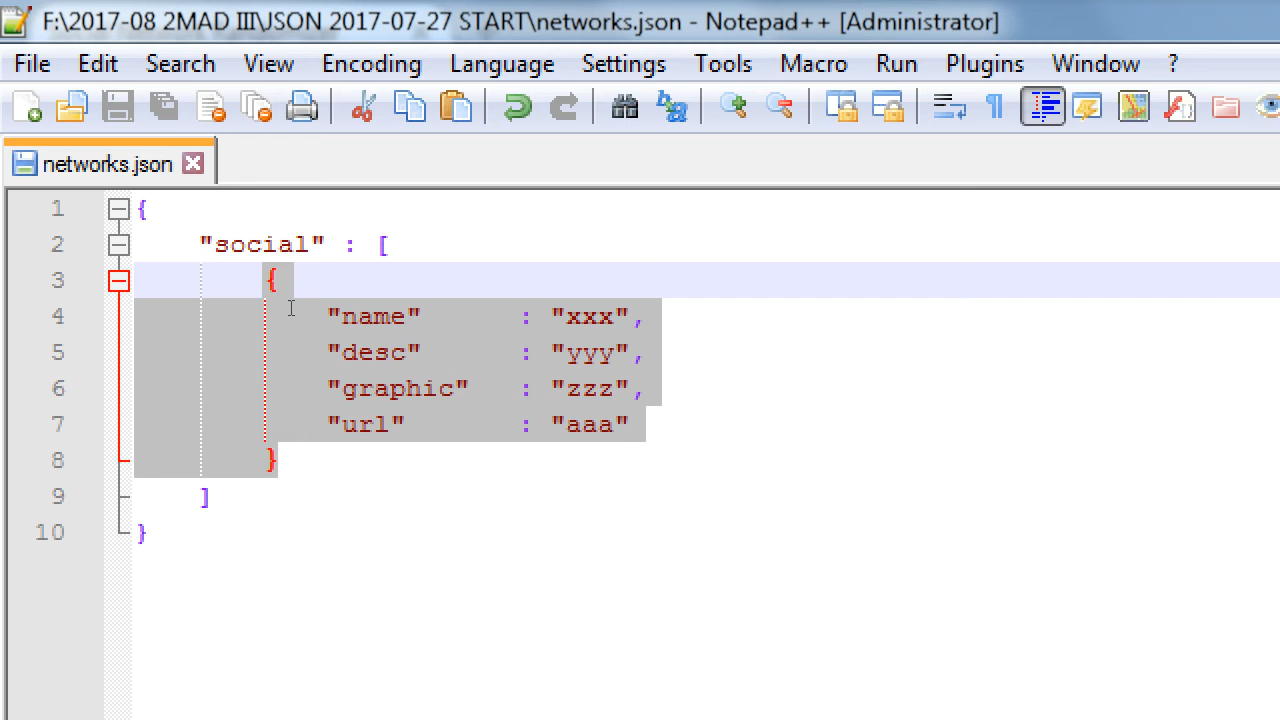 F:\2017-08 2MAD III\JSON 2017-07-27 START\networks.json - Notepad++ [Administrator]
File Edit Search View Encoding Language Settings Tools Macro Run Plugins Window ?
networks.json
1 {
2 "social" : [
3 {
4 "name" : "xxx",
5 "desc" : "yyy",
6 "graphic" : "zzz",
7 "url" : "aaa"
8 }
9 ]
10 }